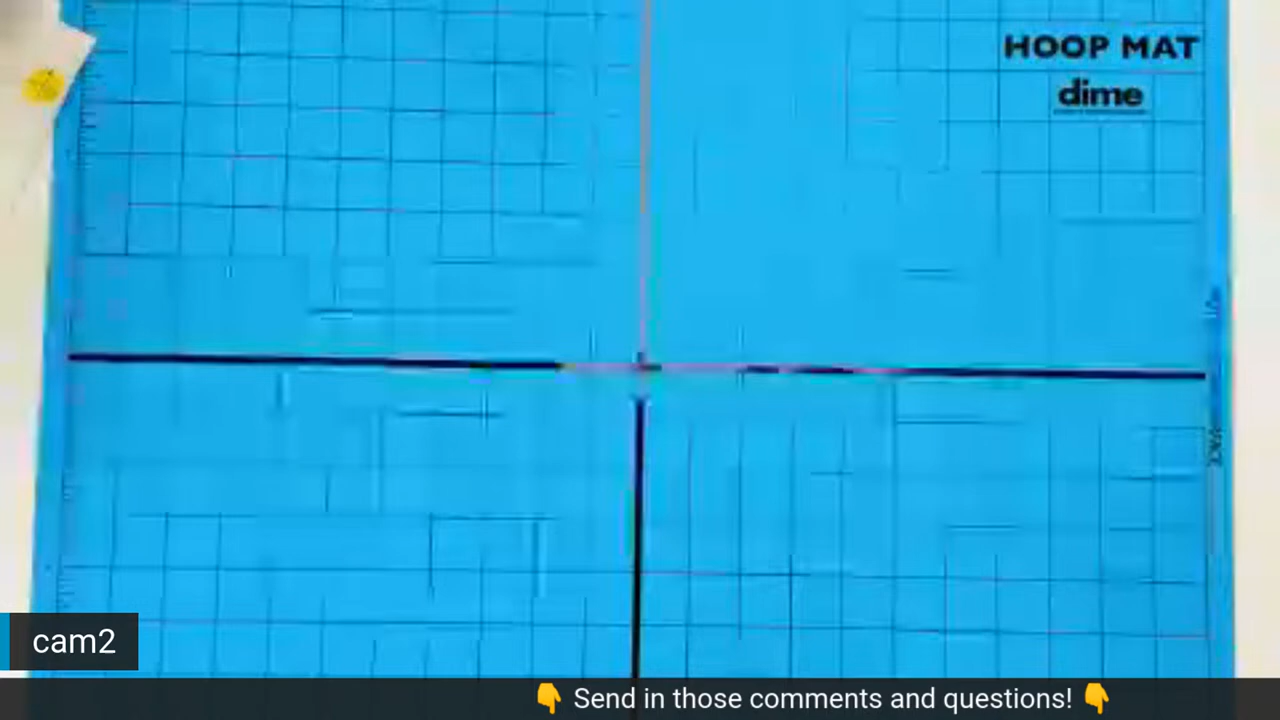 HOOP MAT
dime
cam2
👇 Send in those comments and questions! 👇